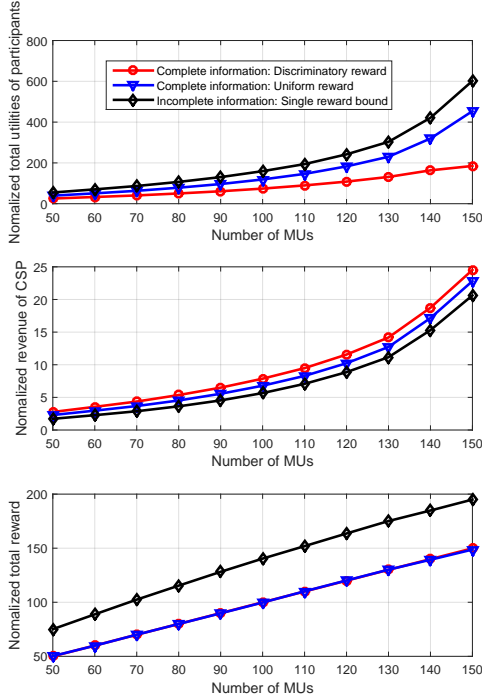 Nomalized total utilities of participants
800
600
400
200
0
Complete information: Discriminatory reward
Complete information: Uniform reward
Incomplete information: Single reward bound
50 60 70 80 90 100 110 120 130 140 150
Number of MUs
Normalized revenue of CSP
25
20
15
10
5
0
50 60 70 80 90 100 110 120 130 140 150
Number of MUs
Nomalized total reward
200
150
100
50
50 60 70 80 90 100 110 120 130 140 150
Number of MUs